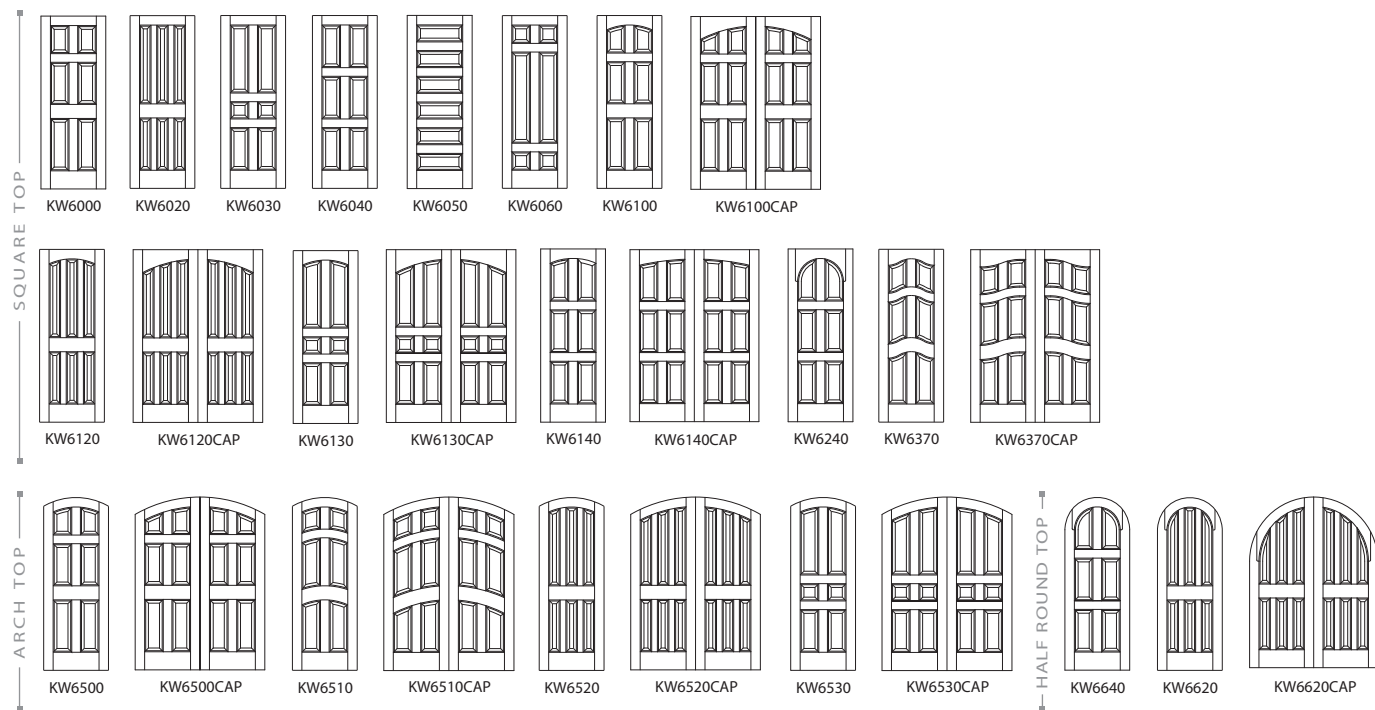 SQUARE TOP
KW6000 KW6020 KW6030 KW6040 KW6050 KW6060 KW6100 KW6100CAP
KW6120 KW6120CAP KW6130 KW6130CAP KW6140 KW6140CAP KW6240 KW6370 KW6370CAP
ARCH TOP
KW6500 KW6500CAP KW6510 KW6510CAP KW6520 KW6520CAP KW6530 KW6530CAP
HALF ROUND TOP
KW6640 KW6620 KW6620CAP